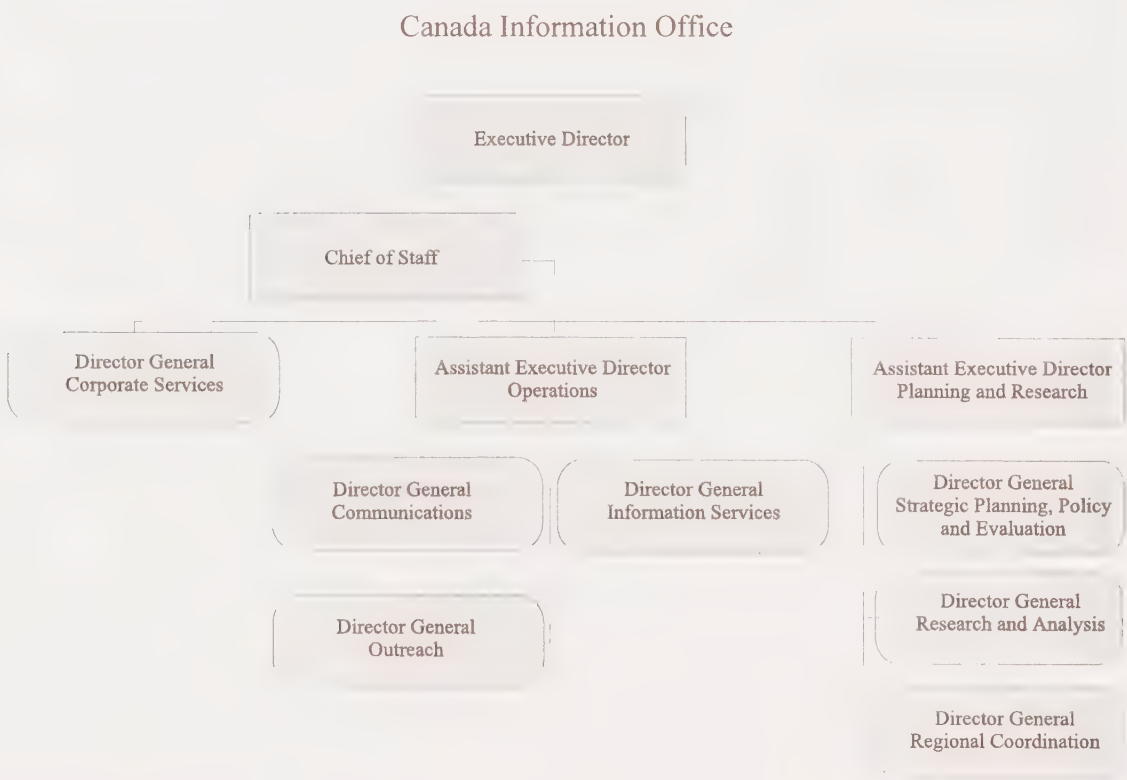 Canada Information Office
Executive Director
Chief of Staff
Director General
Corporate Services
Assistant Executive Director
Operations
Assistant Executive Director
Planning and Research
Director General
Communications
Director General
Information Services
Director General
Strategic Planning, Policy
and Evaluation
Director General
Outreach
Director General
Research and Analysis
Director General
Regional Coordination